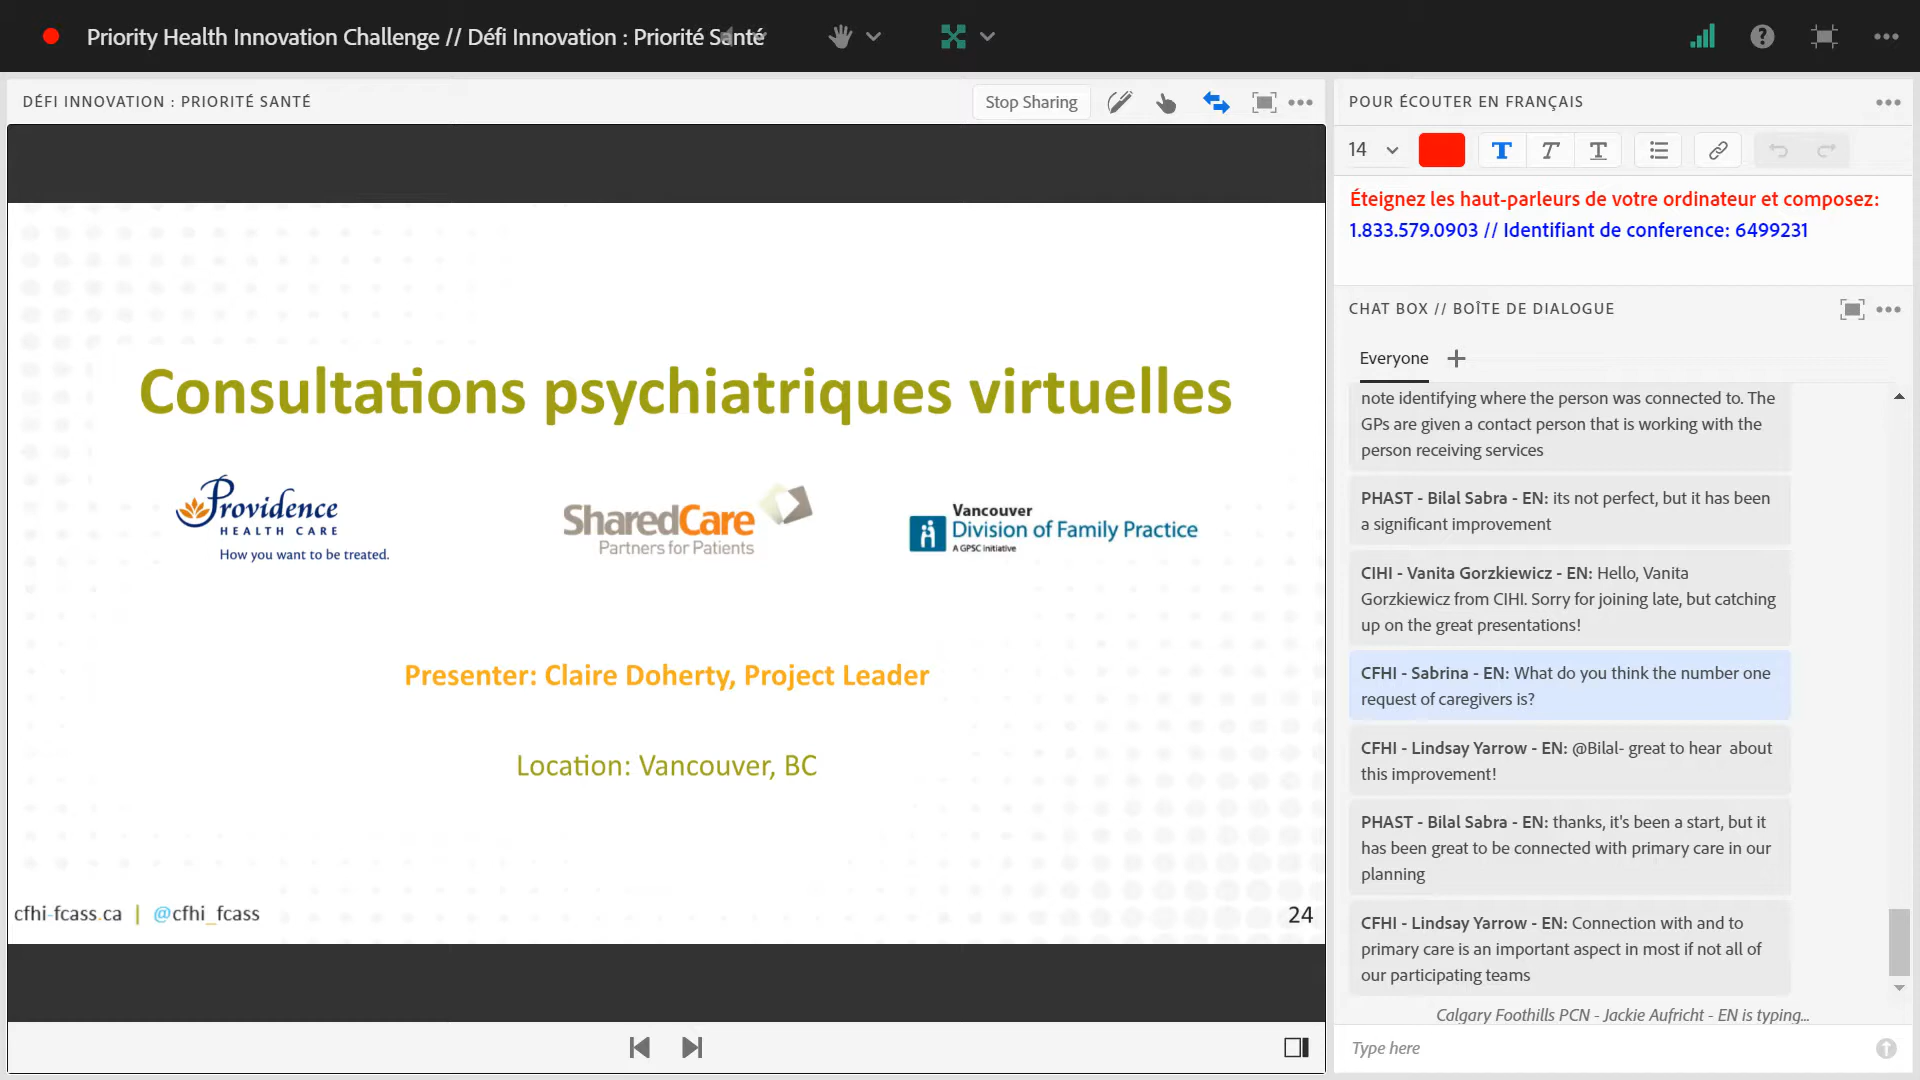 Priority Health Innovation Challenge // Défi Innovation : Priorité Santé
DÉFI INNOVATION : PRIORITÉ SANTÉ
Stop Sharing
Consultations psychiatriques virtuelles
Providence
HEALTH CARE
How you want to be treated.
SharedCare
Partners for Patients
Vancouver
Division of Family Practice
A GPSC initiative
Presenter: Claire Doherty, Project Leader
Location: Vancouver, BC
cfhi-fcass.ca | @cfhi_fcass
24
POUR ÉCOUTER EN FRANÇAIS
14
Éteignez les haut-parleurs de votre ordinateur et composez:
1.833.579.0903 // Identifiant de conference: 6499231
CHAT BOX // BOÎTE DE DIALOGUE
Everyone
note identifying where the person was connected to. The
GPs are given a contact person that is working with the
person receiving services
PHAST - Bilal Sabra - EN: its not perfect, but it has been
a significant improvement
CIHI - Vanita Gorzkiewicz - EN: Hello, Vanita
Gorzkiewicz from CIHI. Sorry for joining late, but catching
up on the great presentations!
CFHI - Sabrina - EN: What do you think the number one
request of caregivers is?
CFHI - Lindsay Yarrow - EN: @Bilal- great to hear about
this improvement!
PHAST - Bilal Sabra - EN: thanks, it's been a start, but it
has been great to be connected with primary care in our
planning
CFHI - Lindsay Yarrow - EN: Connection with and to
primary care is an important aspect in most if not all of
our participating teams
Calgary Foothills PCN - Jackie Aufricht - EN is typing...
Type here